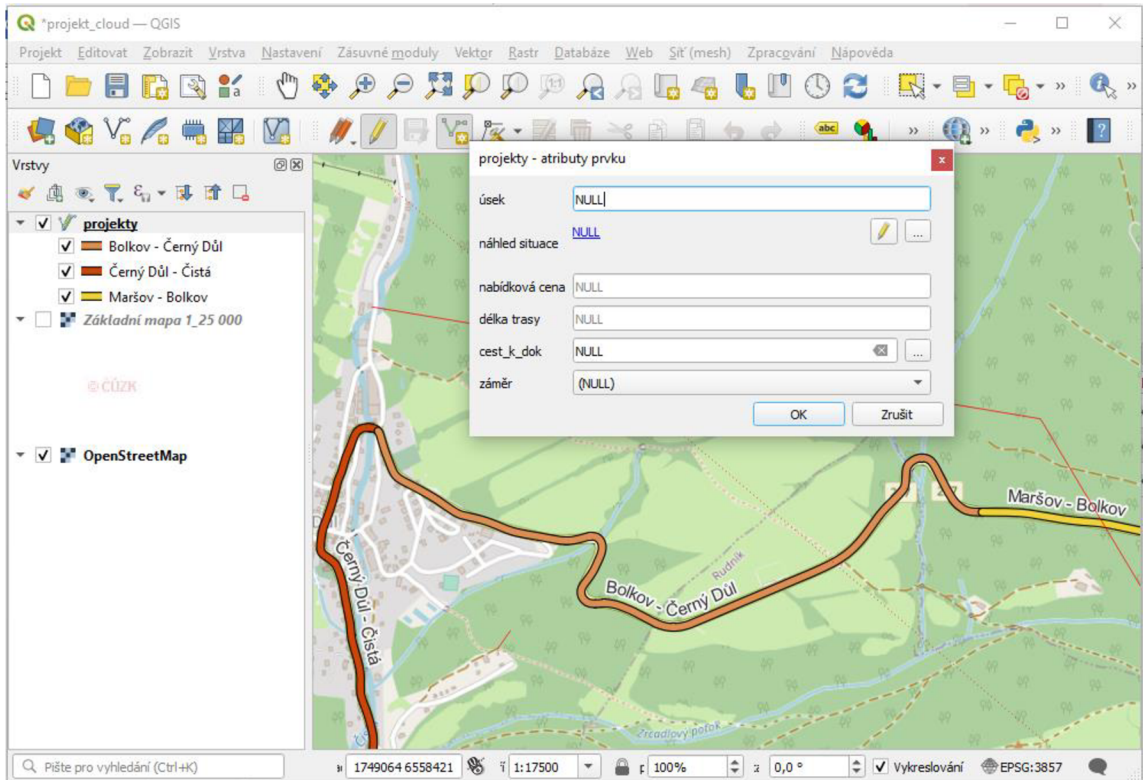 *projekt_cloud — QGIS
Projekt Editovat Zobrazit Vrstva Nastavení Zásuvné moduly Vektor Rastr Databáze Web Síť (mesh) Zpracování Nápověda
1:1
abc
Vrstvy
projekty
Bolkov - Černý Důl
Černý Důl - Čistá
Maršov - Bolkov
Základní mapa 1_25 000
© ČÚZK
OpenStreetMap
projekty - atributy prvku
úsek NULL
náhled situace NULL ...
nabídková cena NULL
délka trasy NULL
cest_k_dok NULL ...
záměr (NULL)
OK Zrušit
Maršov - Bolkov
Rudník
Bolkov - Černý Důl
Černý Důl - Čistá
Zrcadlový potok
Pište pro vyhledání (Ctrl+K) 1749064 6558421 1:17500 100% 0,0 ° Vykreslování EPSG:3857